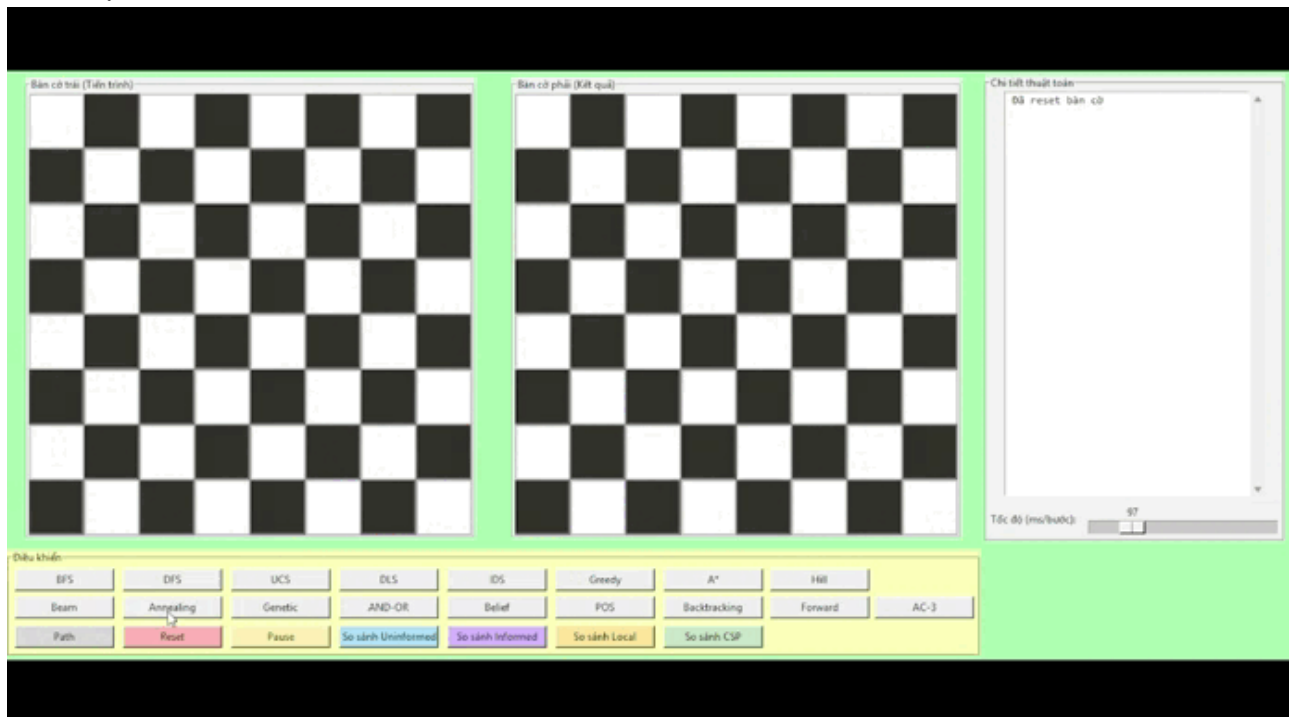 Bàn cờ trái (Tiến trình)
Bàn cờ phải (Kết quả)
Chi tiết thuật toán
Đã reset bàn cờ
Tốc độ (ms/bước):
97
Điều khiển
BFS DFS UCS DLS IDS Greedy A* Hill
Beam Annealing Genetic AND-OR Belief POS Backtracking Forward AC-3
Path Reset Pause So sánh Uninformed So sánh Informed So sánh Local So sánh CSP